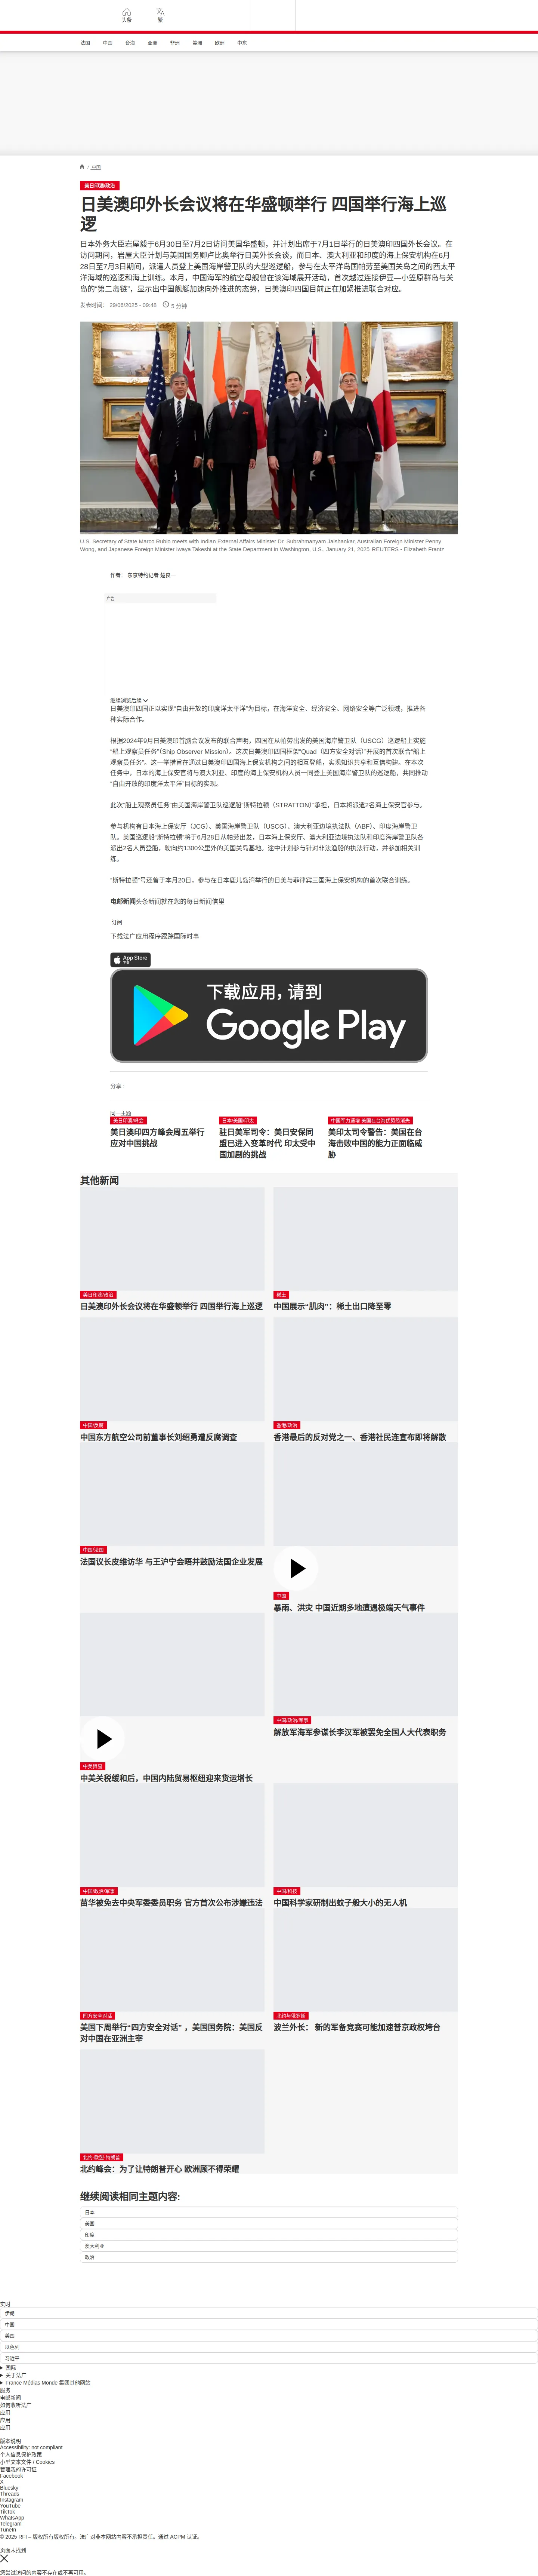 头条
繁
法国 中国 台海 亚洲 非洲 美洲 欧洲 中东
/ 中国
美日印澳/政治
日美澳印外长会议将在华盛顿举行 四国举行海上巡
逻
日本外务大臣岩屋毅于6月30日至7月2日访问美国华盛顿，并计划出席于7月1日举行的日美澳印四国外长会议。在
访问期间，岩屋大臣计划与美国国务卿卢比奥举行日美外长会谈，而日本、澳大利亚和印度的海上保安机构在6月
28日至7月3日期间，派遣人员登上美国海岸警卫队的大型巡逻船，参与在太平洋岛国帕劳至美国关岛之间的西太平
洋海域的巡逻和海上训练。本月，中国海军的航空母舰曾在该海域展开活动，首次越过连接伊豆—小笠原群岛与关
岛的“第二岛链”，显示出中国舰艇加速向外推进的态势，日美澳印四国目前正在加紧推进联合对应。
发表时间： 29/06/2025 - 09:48 5 分钟
U.S. Secretary of State Marco Rubio meets with Indian External Affairs Minister Dr. Subrahmanyam Jaishankar, Australian Foreign Minister Penny
Wong, and Japanese Foreign Minister Iwaya Takeshi at the State Department in Washington, U.S., January 21, 2025 REUTERS - Elizabeth Frantz
作者： 东京特约记者 楚良一
广告
继续浏览后续
日美澳印四国正以实现“自由开放的印度洋太平洋”为目标，在海洋安全、经济安全、网络安全等广泛领域，推进各
种实际合作。
根据2024年9月日美澳印首脑会议发布的联合声明，四国在从帕劳出发的美国海岸警卫队（USCG）巡逻船上实施
“船上观察员任务”（Ship Observer Mission）。这次日美澳印四国框架“Quad（四方安全对话）”开展的首次联合“船上
观察员任务”。这一举措旨在通过日美澳印四国海上保安机构之间的相互登船，实现知识共享和互信构建。在本次
任务中，日本的海上保安官将与澳大利亚、印度的海上保安机构人员一同登上美国海岸警卫队的巡逻船，共同推动
“自由开放的印度洋太平洋”目标的实现。
此次“船上观察员任务”由美国海岸警卫队巡逻船“斯特拉顿（STRATTON）”承担，日本将派遣2名海上保安官参与。
参与机构有日本海上保安厅（JCG）、美国海岸警卫队（USCG）、澳大利亚边境执法队（ABF）、印度海岸警卫
队。美国巡逻船“斯特拉顿”将于6月28日从帕劳出发，日本海上保安厅、澳大利亚边境执法队和印度海岸警卫队各
派出2名人员登船，驶向约1300公里外的美国关岛基地。途中计划参与针对非法渔船的执法行动，并参加相关训
练。
“斯特拉顿”号还曾于本月20日，参与在日本鹿儿岛湾举行的日美与菲律宾三国海上保安机构的首次联合训练。
电邮新闻头条新闻就在您的每日新闻信里
订阅
下载法广应用程序跟踪国际时事
App Store
下载
下载应用，请到
Google Play
分享 :
同一主题
美日印澳/峰会
美日澳印四方峰会周五举行
应对中国挑战
日本/美国/印太
驻日美军司令：美日安保同
盟已进入变革时代 印太受中
国加剧的挑战
中国军力速增 美国在台海优势恐渐失
美印太司令警告：美国在台
海击败中国的能力正面临威
胁
其他新闻
美日印澳/政治
日美澳印外长会议将在华盛顿举行 四国举行海上巡逻
稀土
中国展示“肌肉”：稀土出口降至零
中国/反腐
中国东方航空公司前董事长刘绍勇遭反腐调查
香港/政治
香港最后的反对党之一、香港社民连宣布即将解散
中国/法国
法国议长皮维访华 与王沪宁会晤并鼓励法国企业发展
中国
暴雨、洪灾 中国近期多地遭遇极端天气事件
中美贸易
中美关税缓和后，中国内陆贸易枢纽迎来货运增长
中国/政治/军事
解放军海军参谋长李汉军被罢免全国人大代表职务
中国/政治/军事
苗华被免去中央军委委员职务 官方首次公布涉嫌违法
中国/科技
中国科学家研制出蚊子般大小的无人机
四方安全对话
美国下周举行“四方安全对话” ，美国国务院：美国反
对中国在亚洲主宰
北约与俄罗斯
波兰外长： 新的军备竞赛可能加速普京政权垮台
北约·欧盟·特朗普
北约峰会：为了让特朗普开心 欧洲顾不得荣耀
继续阅读相同主题内容:
日本
美国
印度
澳大利亚
政治
实时
伊朗
中国
美国
以色列
习近平
国际
关于法广
France Médias Monde 集团其他网站
服务
电邮新闻
如何收听法广
应用
应用
应用
版本说明
Accessibility: not compliant
个人信息保护政策
小型文本文件 / Cookies
管理我的许可证
Facebook
X
Bluesky
Threads
Instagram
YouTube
TikTok
WhatsApp
Telegram
TuneIn
© 2025 RFI – 版权所有版权所有。法广对非本网站内容不承担责任。通过 ACPM 认证。
页面未找到
您尝试访问的内容不存在或不再可用。